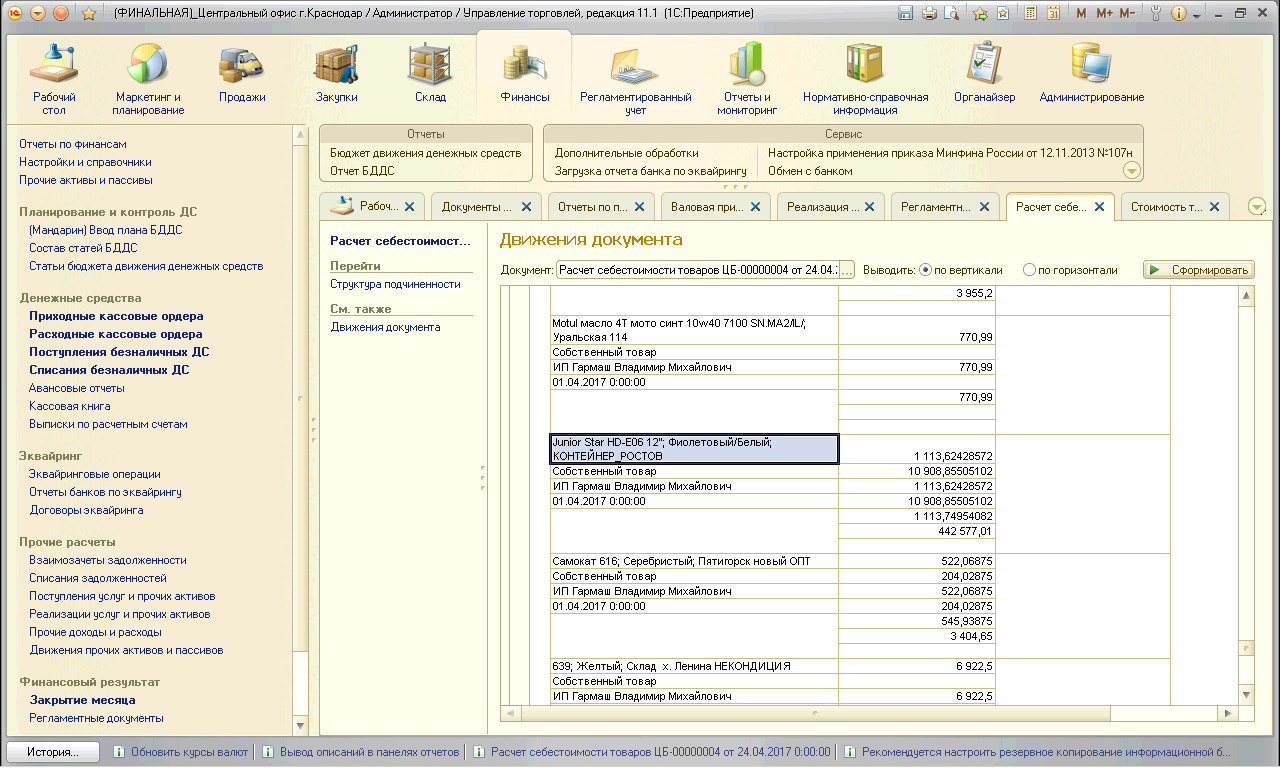 (ФИНАЛЬНАЯ)_Центральный офис г.Краснодар / Администратор / Управление торговлей, редакция 11.1 (1С:Предприятие)
M M+ M-
Рабочий стол
Маркетинг и планирование
Продажи
Закупки
Склад
Финансы
Регламентированный учет
Отчеты и мониторинг
Нормативно-справочная информация
Органайзер
Администрирование
Отчеты по финансам
Настройки и справочники
Прочие активы и пассивы
Планирование и контроль ДС
(Мандарин) Ввод плана БДДС
Состав статей БДДС
Статьи бюджета движения денежных средств
Денежные средства
Приходные кассовые ордера
Расходные кассовые ордера
Поступления безналичных ДС
Списания безналичных ДС
Авансовые отчеты
Кассовая книга
Выписки по расчетным счетам
Эквайринг
Эквайринговые операции
Отчеты банков по эквайрингу
Договоры эквайринга
Прочие расчеты
Взаимозачеты задолженности
Списания задолженностей
Поступления услуг и прочих активов
Реализации услуг и прочих активов
Прочие доходы и расходы
Движения прочих активов и пассивов
Финансовый результат
Закрытие месяца
Регламентные документы
Отчеты
Бюджет движения денежных средств
Отчет БДДС
Сервис
Дополнительные обработки
Настройка применения приказа Минфина России от 12.11.2013 №107н
Загрузка отчета банка по эквайрингу
Обмен с банком
Рабоч...
Документы ...
Отчеты по п...
Валовая при...
Реализация ...
Регламентн...
Расчет себе...
Стоимость т...
Расчет себестоимост...
Перейти
Структура подчиненности
См. также
Движения документа
Движения документа
Документ: Расчет себестоимости товаров ЦБ-00000004 от 24.04.: ... Выводить: по вертикали по горизонтали Сформировать
3 955,2
Motul масло 4T мото синт 10w40 7100 SN.MA2/1L/;
Уральская 114 770,99
Собственный товар
ИП Гармаш Владимир Михайлович 770,99
01.04.2017 0:00:00
770,99
Junior Star HD-E06 12"; Фиолетовый/Белый;
КОНТЕЙНЕР_РОСТОВ 1 113,62428572
Собственный товар 10 908,85505102
ИП Гармаш Владимир Михайлович 1 113,62428572
01.04.2017 0:00:00 10 908,85505102
1 113,74954082
442 577,01
Самокат 616; Серебристый; Пятигорск новый ОПТ 522,06875
Собственный товар 204,02875
ИП Гармаш Владимир Михайлович 522,06875
01.04.2017 0:00:00 204,02875
545,93875
3 404,65
639; Желтый; Склад х. Ленина НЕКОНДИЦИЯ 6 922,5
Собственный товар
ИП Гармаш Владимир Михайлович 6 922,5
История...
Обновить курсы валют
Вывод описаний в панелях отчетов
Расчет себестоимости товаров ЦБ-00000004 от 24.04.2017 0:00:00
Рекомендуется настроить резервное копирование информационной б...